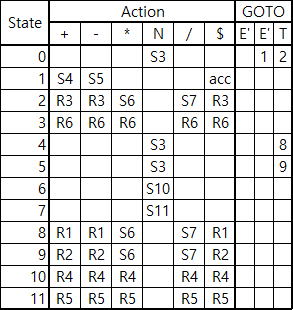 State Action GOTO
+ - * N / $ E' E' T
0 S3 1 2
1 S4 S5 acc
2 R3 R3 S6 S7 R3
3 R6 R6 R6 R6 R6
4 S3 8
5 S3 9
6 S10
7 S11
8 R1 R1 S6 S7 R1
9 R2 R2 S6 S7 R2
10 R4 R4 R4 R4 R4
11 R5 R5 R5 R5 R5